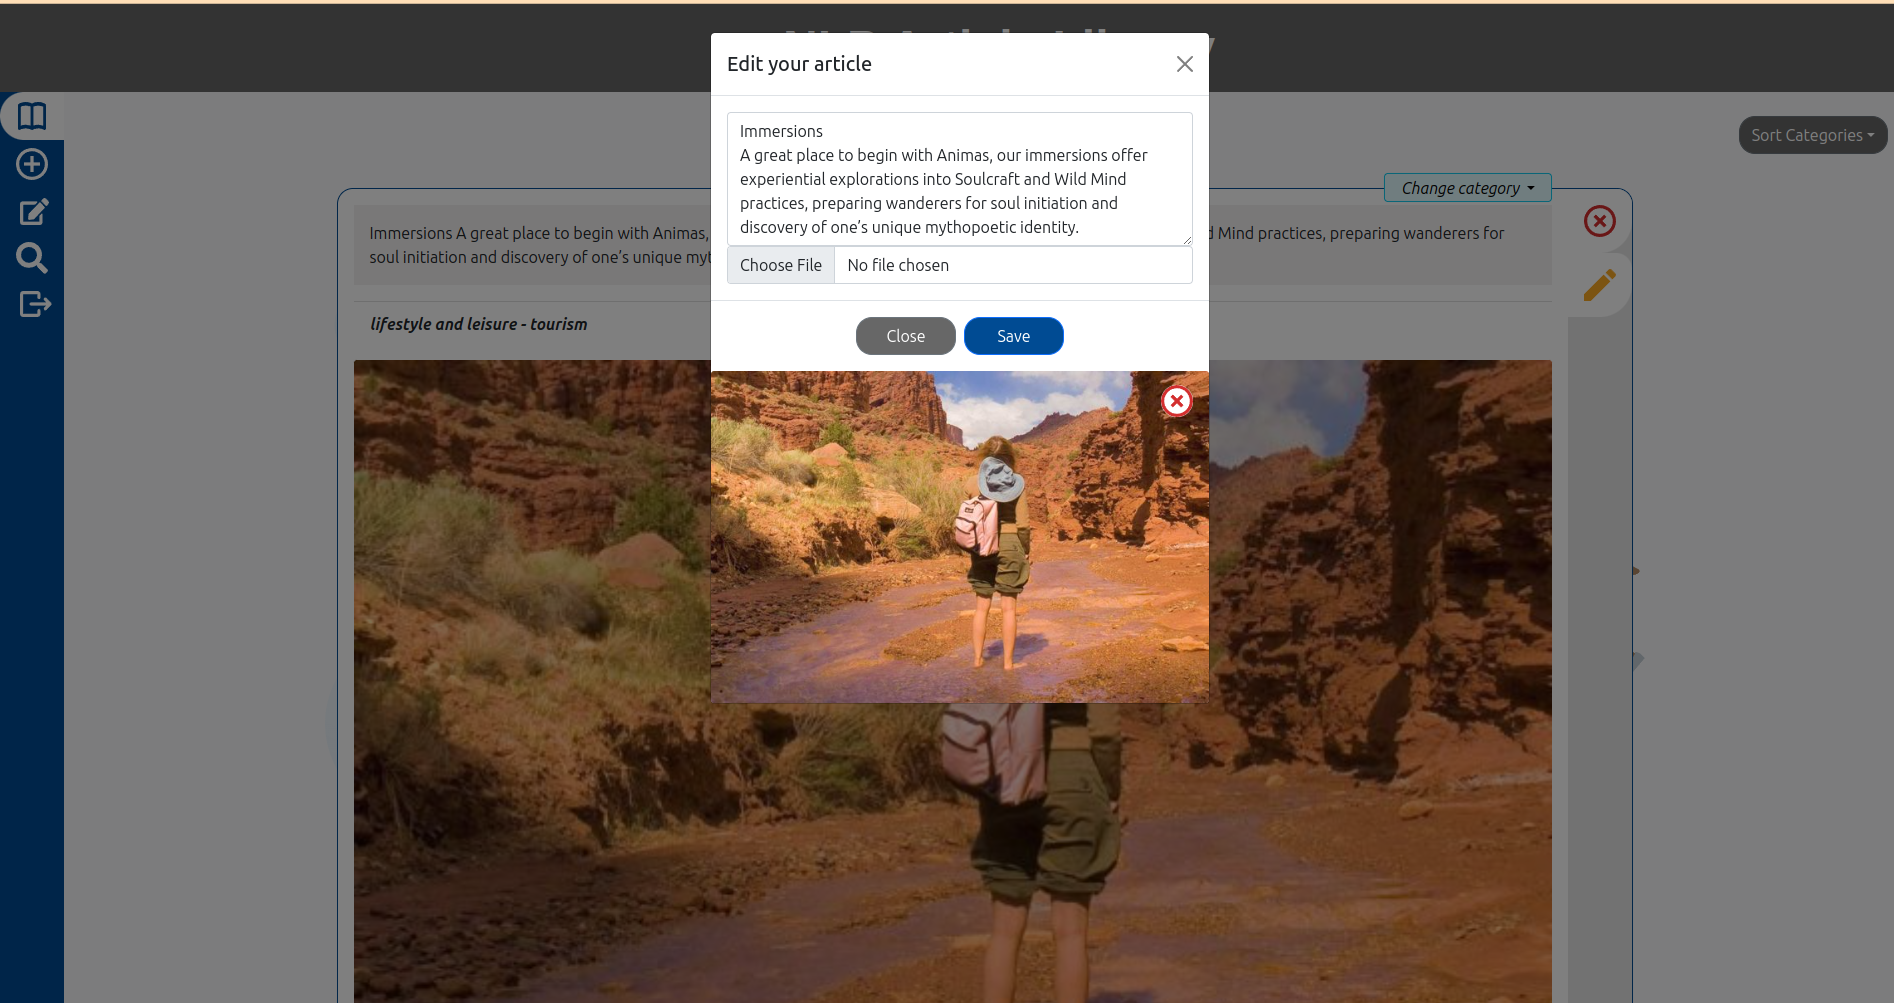 Edit your article
Sort Categories
Change category
Immersions
A great place to begin with Animas, our immersions offer
experiential explorations into Soulcraft and Wild Mind
practices, preparing wanderers for soul initiation and
discovery of one’s unique mythopoetic identity.
Choose File No file chosen
Close Save
Immersions A great place to begin with Animas, Mind practices, preparing wanderers for
soul initiation and discovery of one’s unique
lifestyle and leisure - tourism